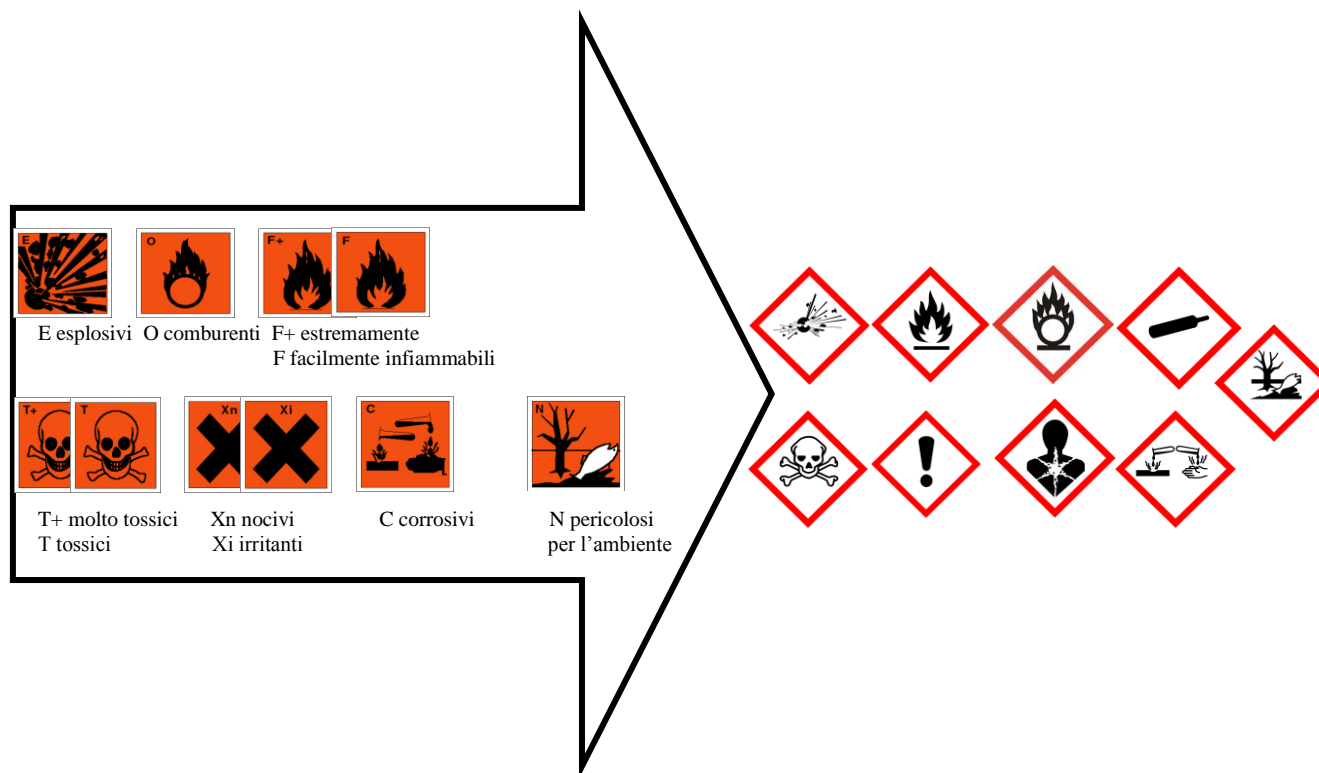 E O F+ F
E esplosivi O comburenti F+ estremamente
F facilmente infiammabili
T+ T Xn Xi C N
T+ molto tossici Xn nocivi C corrosivi N pericolosi
T tossici Xi irritanti per l’ambiente